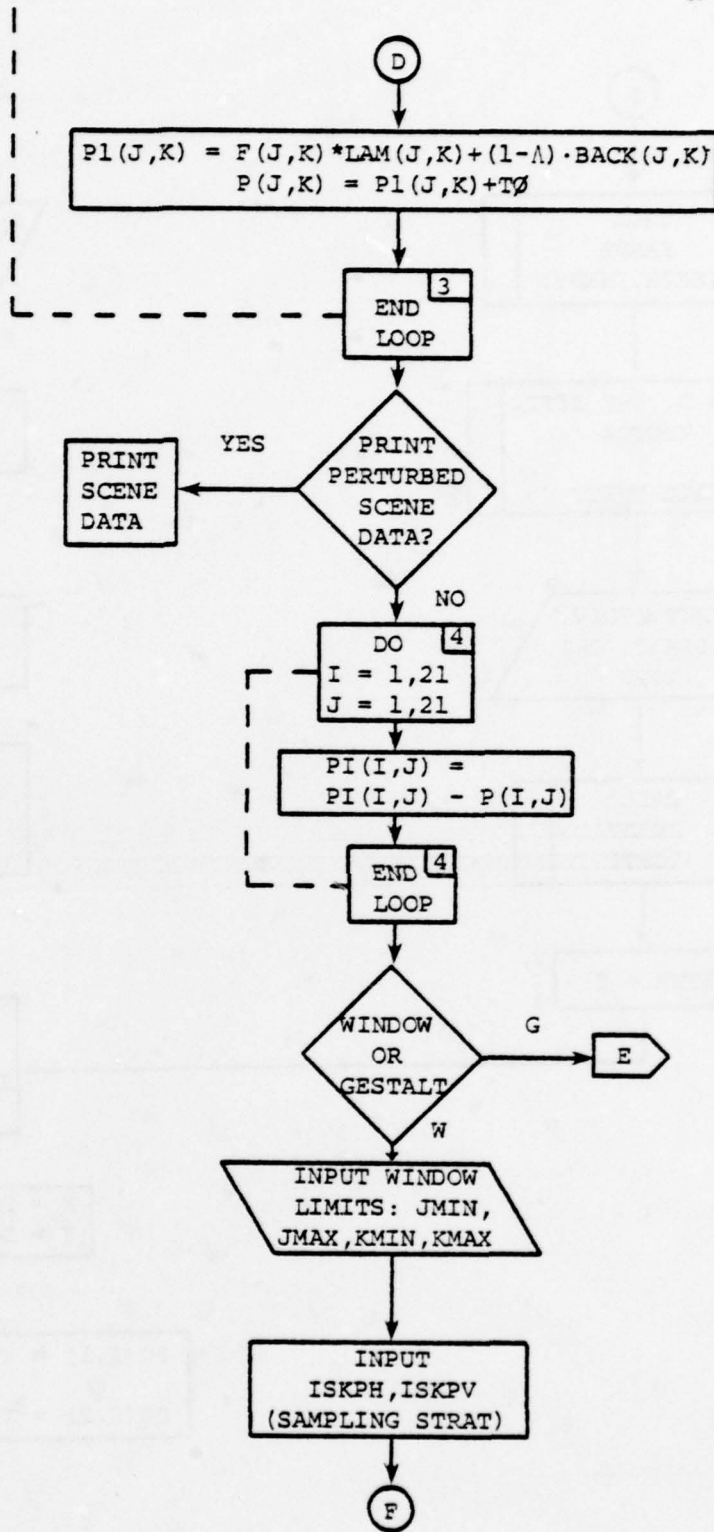 D
P1(J,K) = F(J,K)*LAM(J,K)+(1-Λ)·BACK(J,K)
P(J,K) = P1(J,K)+TØ
3
END
LOOP
PRINT
PERTURBED
SCENE
DATA?
YES
PRINT
SCENE
DATA
NO
DO
4
I = 1,21
J = 1,21
PI(I,J) =
PI(I,J) - P(I,J)
END
4
LOOP
WINDOW
OR
GESTALT
G
E
W
INPUT WINDOW
LIMITS: JMIN,
JMAX,KMIN,KMAX
INPUT
ISKPH,ISKPV
(SAMPLING STRAT)
F